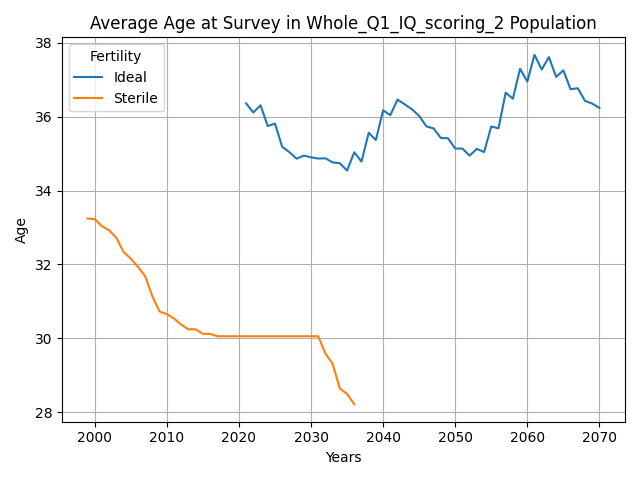 Average Age at Survey in Whole_Q1_IQ_scoring_2 Population
Fertility
Ideal
Sterile
Age
38
36
34
32
30
28
2000 2010 2020 2030 2040 2050 2060 2070
Years